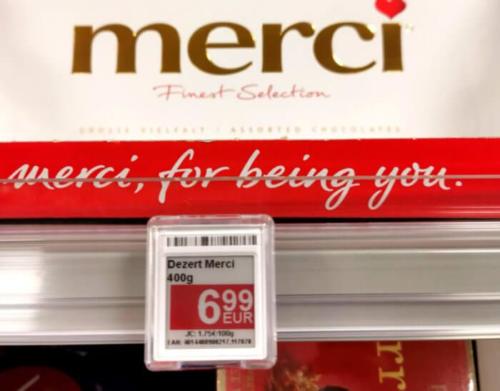 merci
Finest Selection
GROSSE VIELFALT | ASSORTED CHOCOLATES
merci, for being you.
Dezert Merci
400g
6.99
EUR
JC: 1.75€/100g